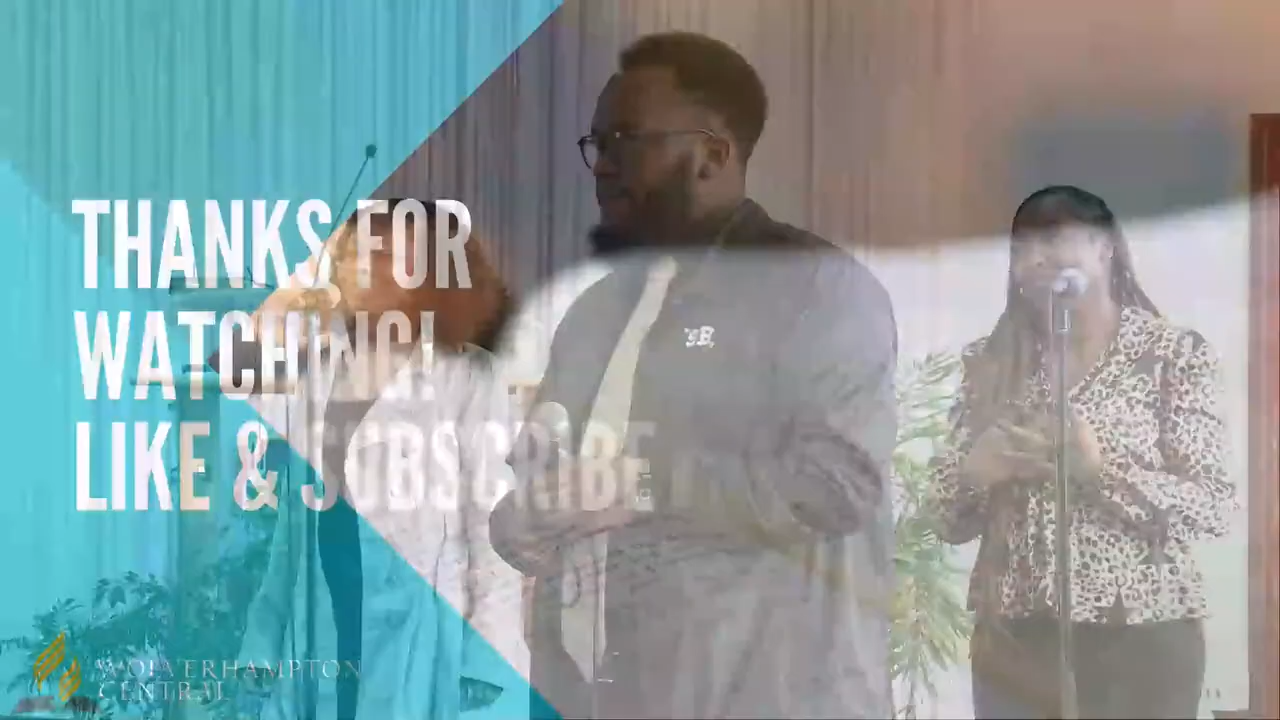 THANKS FOR
WATCHING!
LIKE & SUBSCRIBE
WOLVERHAMPTON
CENTRAL